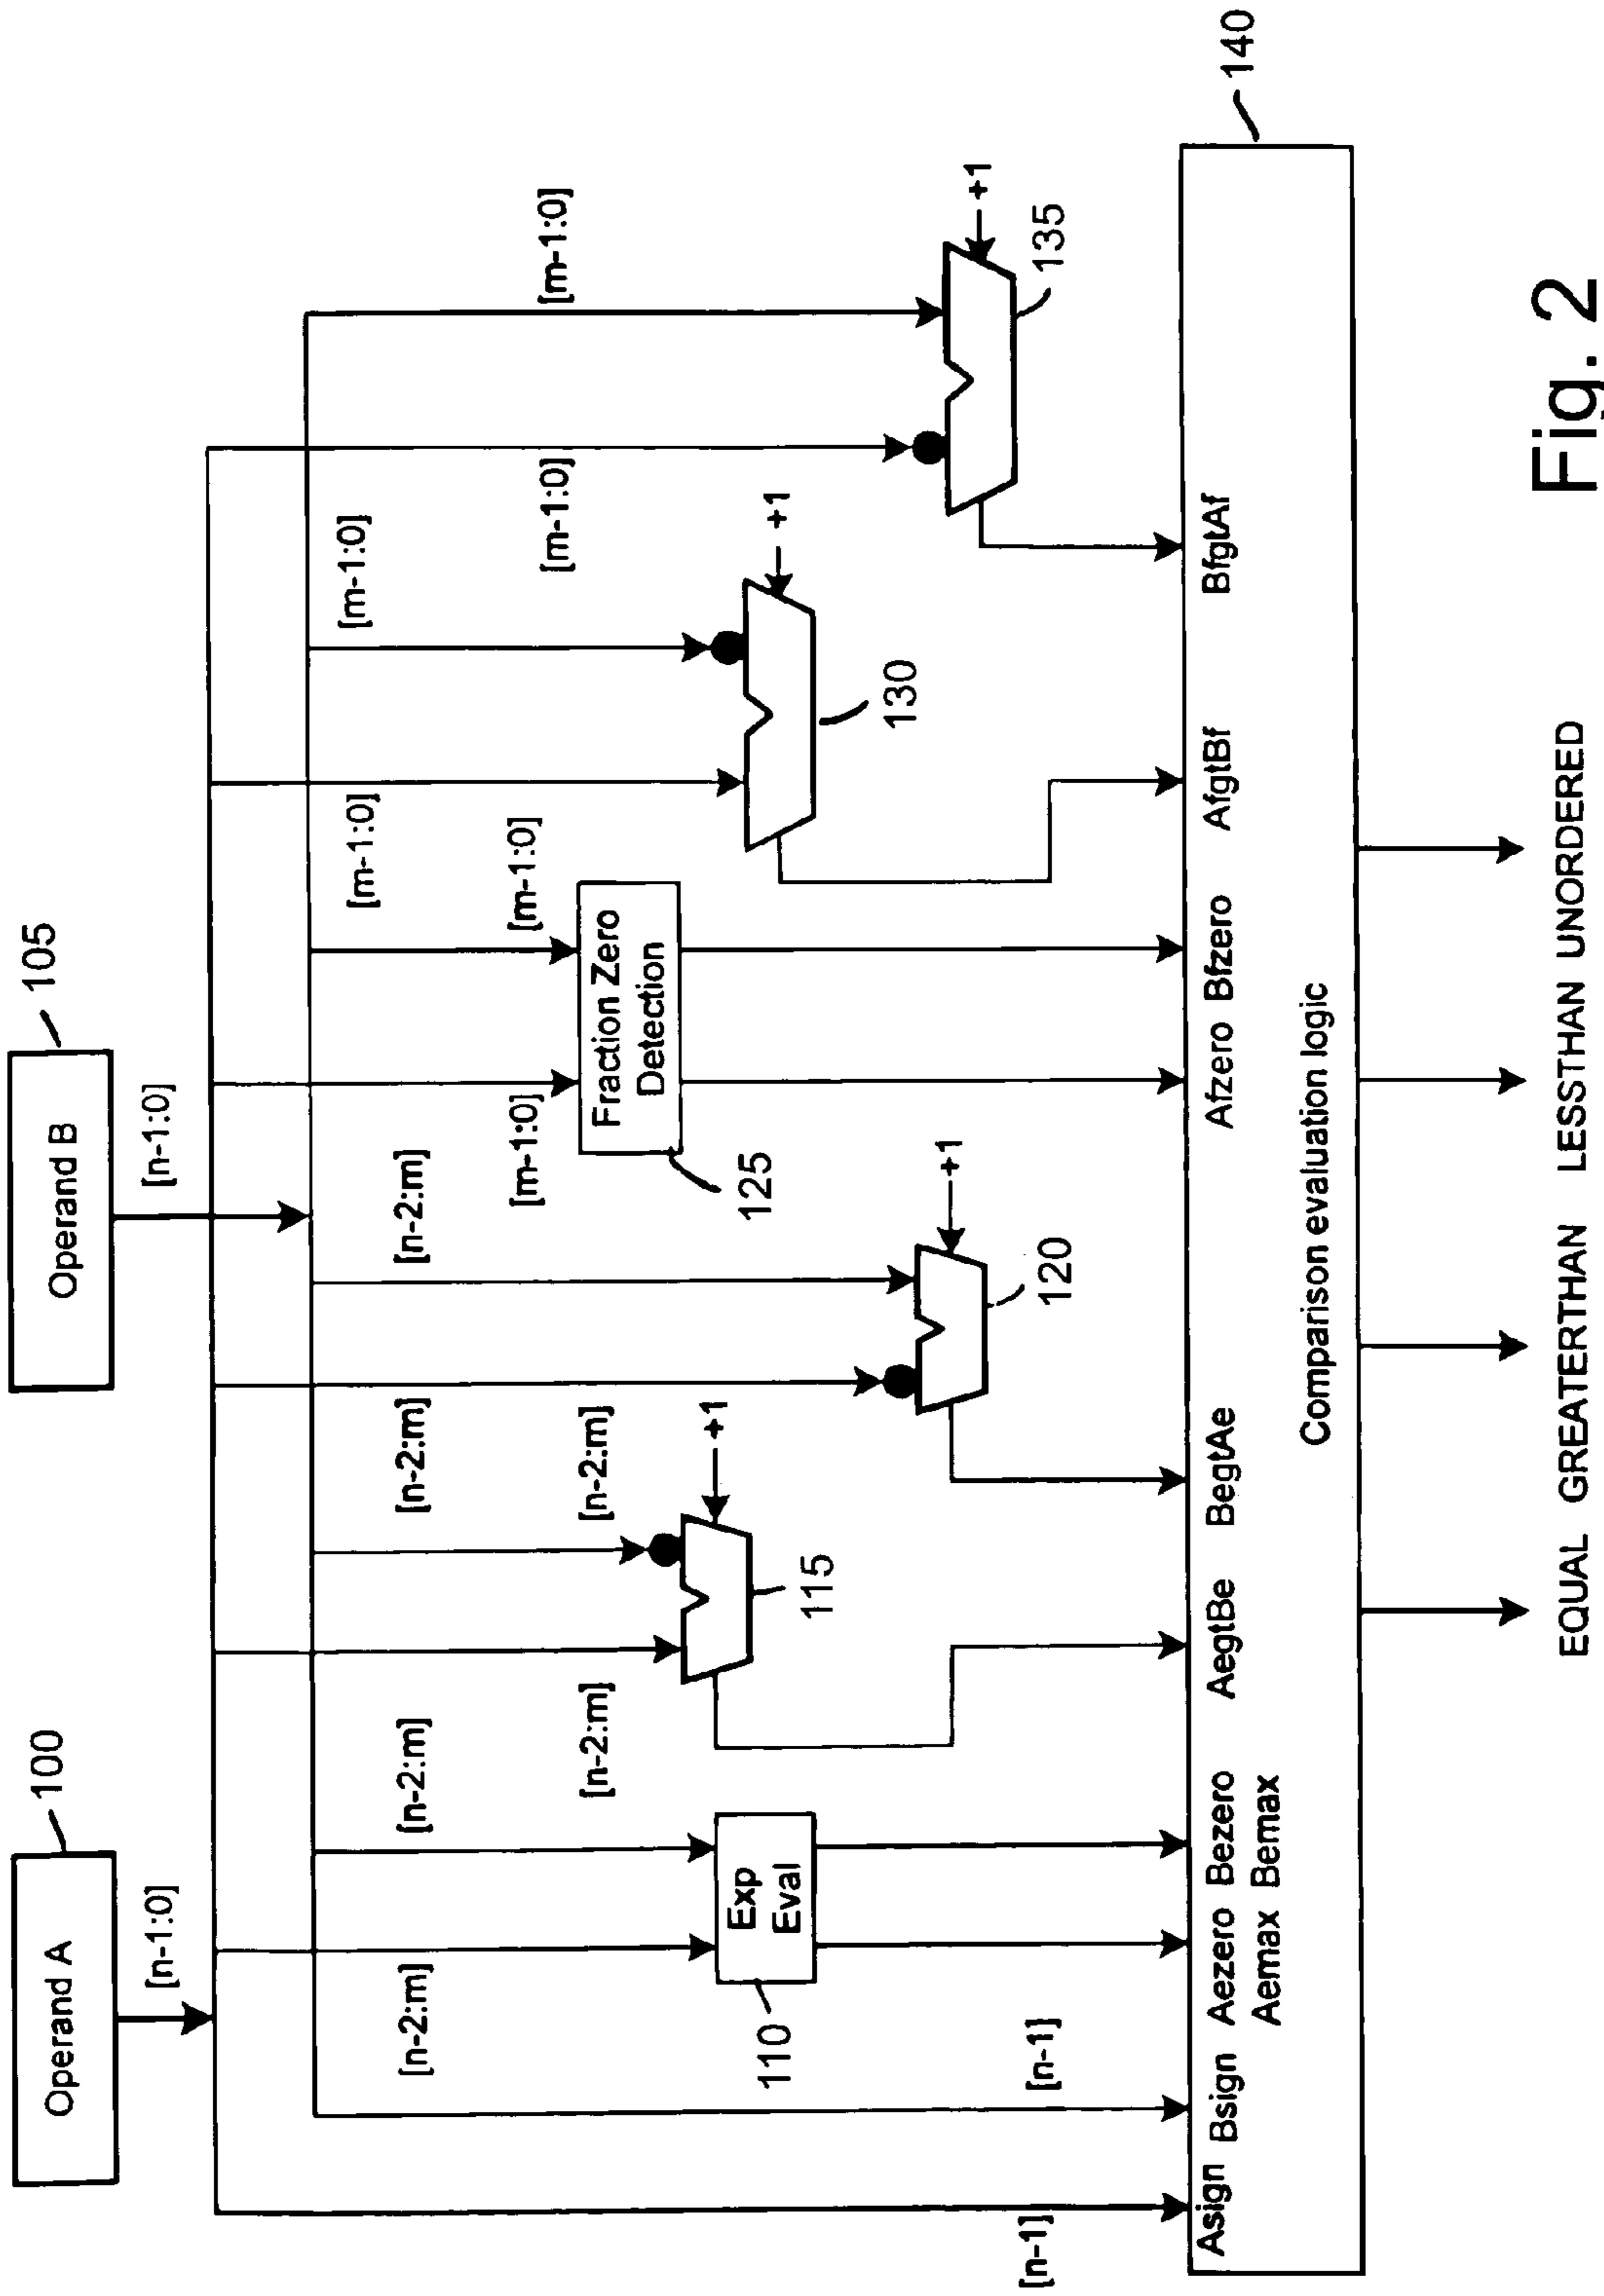 Operand A
100
Operand B
105
[n-1:0]
[n-1:0]
[n-2:m]
[n-2:m]
[n-2:m]
[n-2:m]
[m-1:0]
[m-1:0]
[m-1:0]
[m-1:0]
[m-1:0]
[m-1:0]
[n-2:m]
[n-2:m]
Exp
Eval
110
+1
115
+1
120
Fraction Zero
Detection
125
+1
130
+1
135
[n-1]
[n-1]
140
Asign Bsign Aezero Bezero AegtBe BegtAe Afzero Bfzero AfgtBf BfgtAf
Aemax Bemax
Comparison evaluation logic
EQUAL GREATERTHAN LESSTHAN UNORDERED
Fig. 2